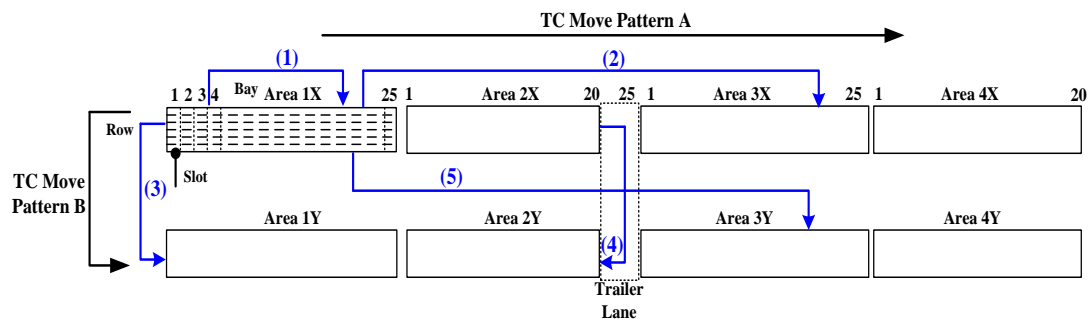 TC Move Pattern A
(1) (2)
1 2 3 4 Bay Area 1X 25 1 Area 2X 20 25 1 Area 3X 25 1 Area 4X 20
Row
TC Move
Pattern B
Slot
(3) (5)
Area 1Y Area 2Y Area 3Y Area 4Y
(4)
Trailer
Lane